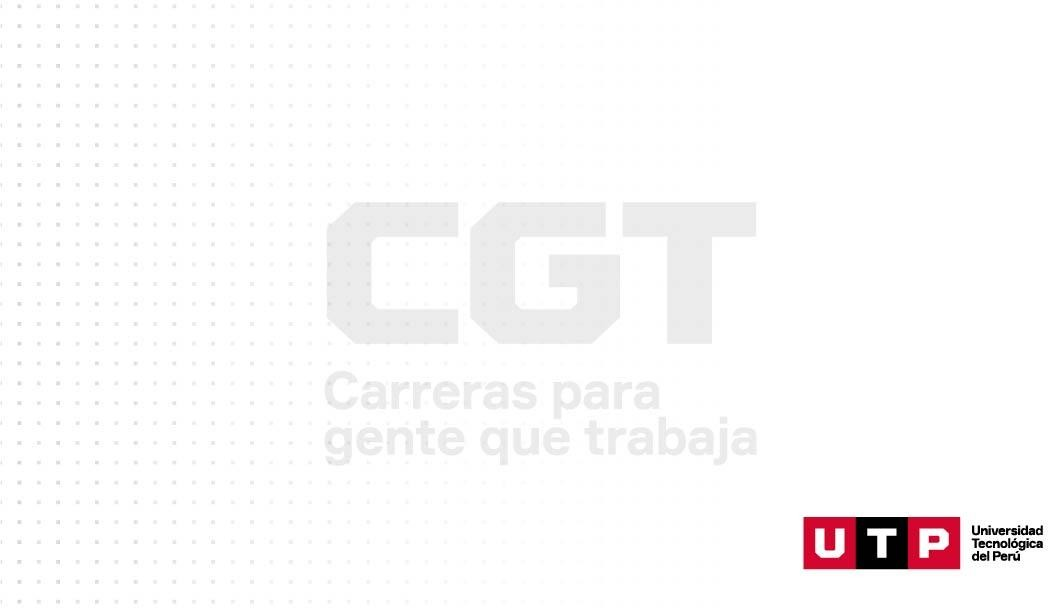 CGT
Carreras para
gente que trabaja
UTP
Universidad
Tecnológica
del Perú